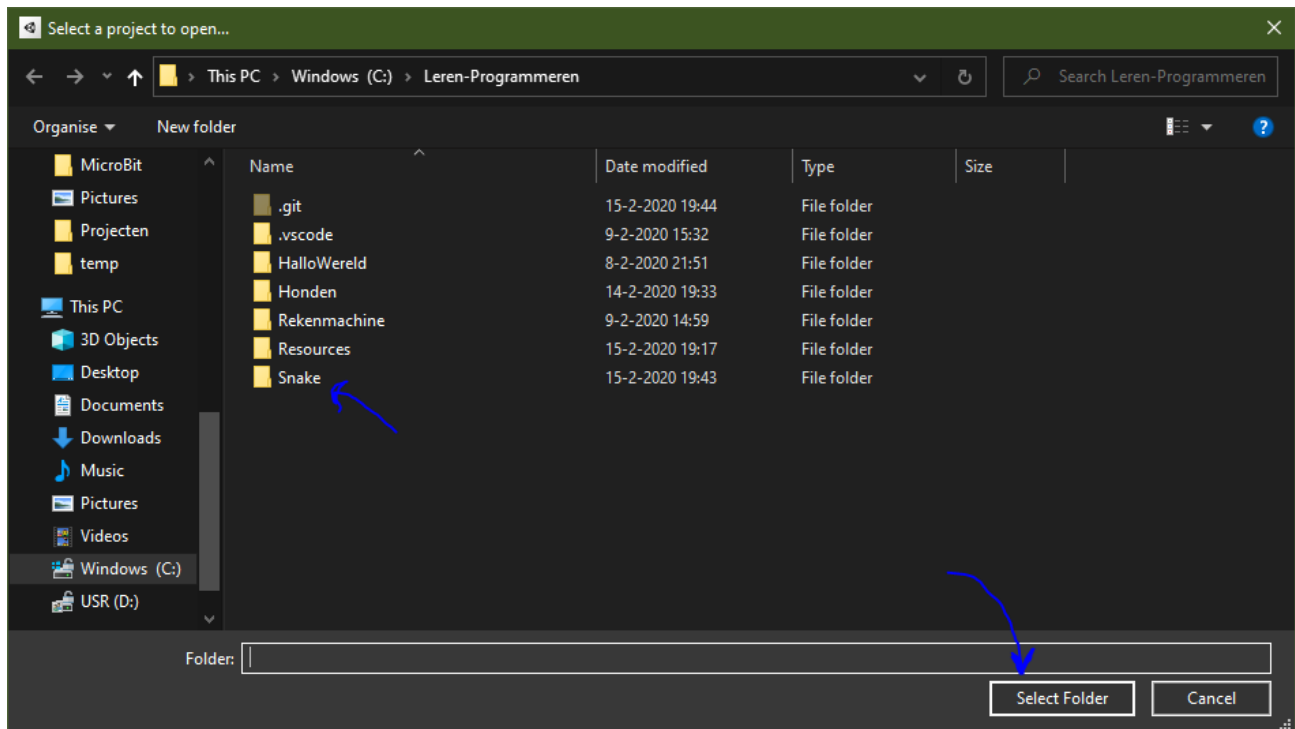 Select a project to open...
This PC > Windows (C:) > Leren-Programmeren
Search Leren-Programmeren
Organise
New folder
?
MicroBit
Pictures
Projecten
temp
This PC
3D Objects
Desktop
Documents
Downloads
Music
Pictures
Videos
Windows (C:)
USR (D:)
Name Date modified Type Size
.git 15-2-2020 19:44 File folder
.vscode 9-2-2020 15:32 File folder
HalloWereld 8-2-2020 21:51 File folder
Honden 14-2-2020 19:33 File folder
Rekenmachine 9-2-2020 14:59 File folder
Resources 15-2-2020 19:17 File folder
Snake 15-2-2020 19:43 File folder
Folder:
Select Folder
Cancel